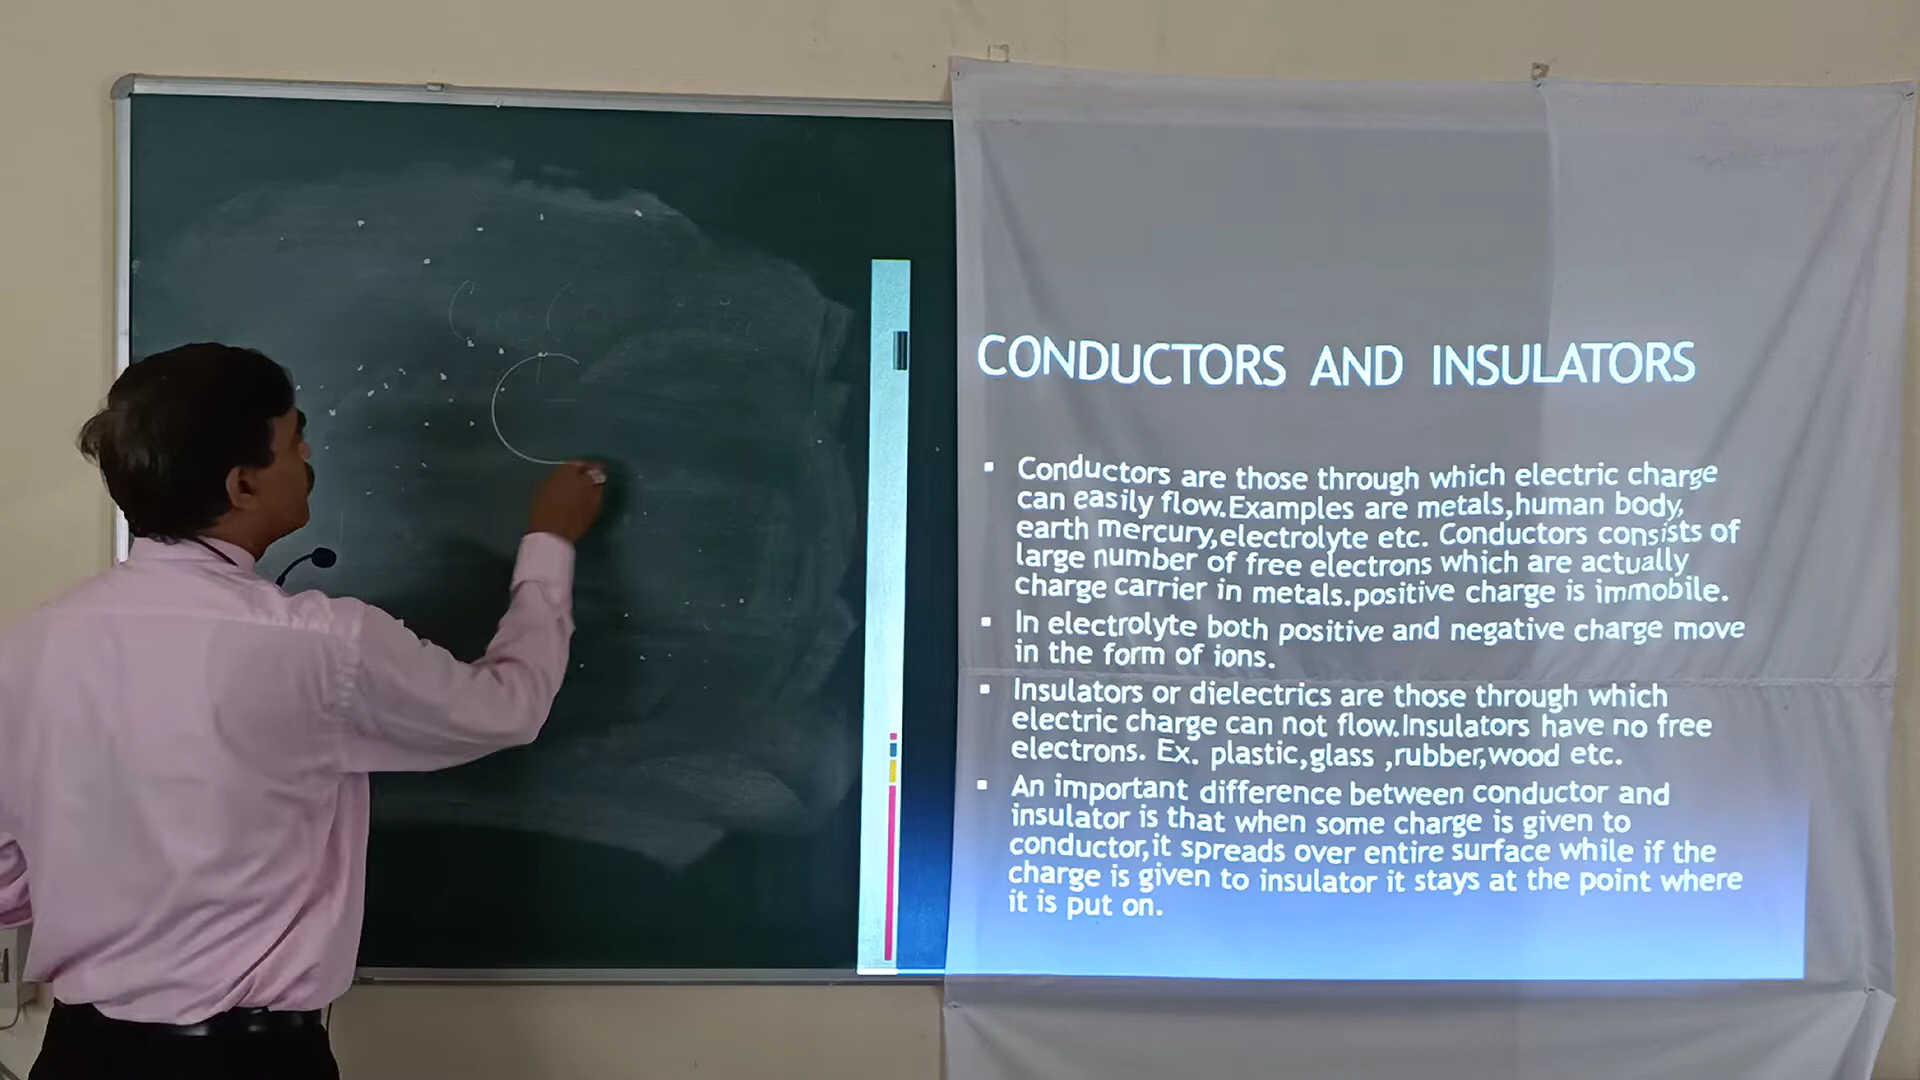 CONDUCTORS AND INSULATORS
▪ Conductors are those through which electric charge
can easily flow.Examples are metals,human body,
earth mercury,electrolyte etc. Conductors consists of
large number of free electrons which are actually
charge carrier in metals.positive charge is immobile.
▪ In electrolyte both positive and negative charge move
in the form of ions.
▪ Insulators or dielectrics are those through which
electric charge can not flow.Insulators have no free
electrons. Ex. plastic,glass ,rubber,wood etc.
▪ An important difference between conductor and
insulator is that when some charge is given to
conductor,it spreads over entire surface while if the
charge is given to insulator it stays at the point where
it is put on.